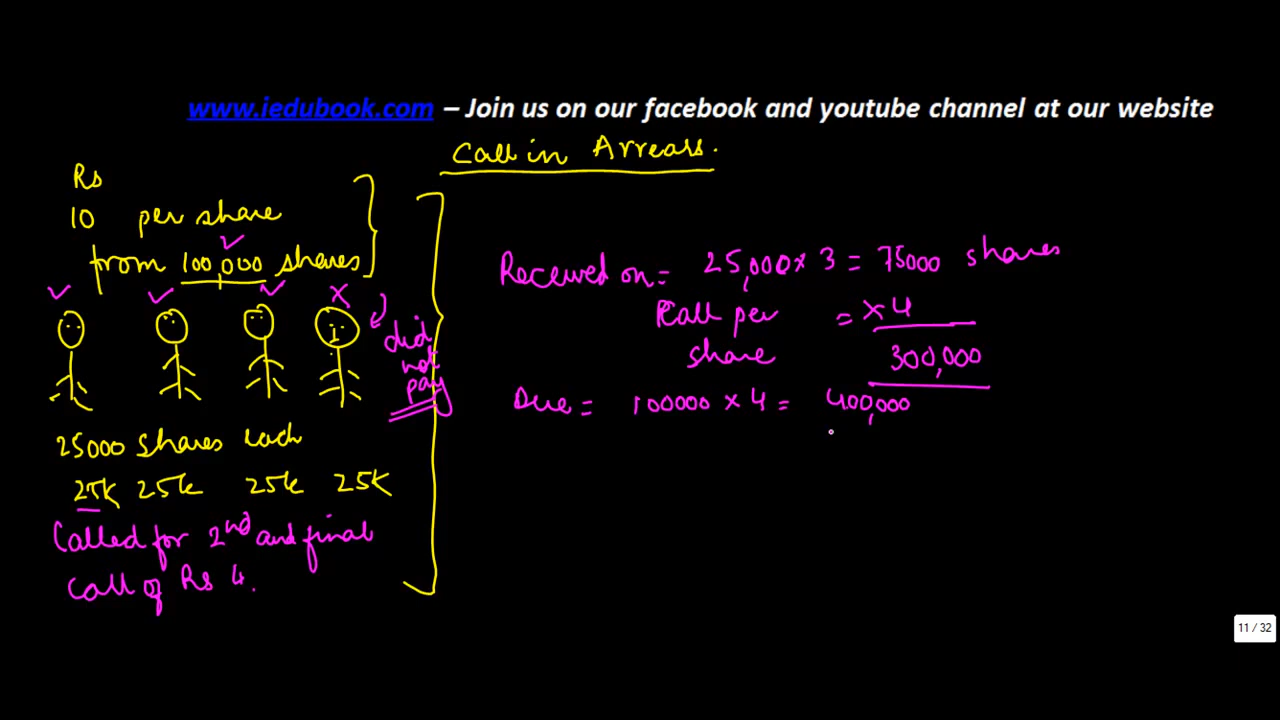 www.iedubook.com – Join us on our facebook and youtube channel at our website
Call in Arrears.
Rs
10 per share
from 100,000 shares
did
not
pay
25000 shares each
25k 25k 25k 25k
Called for 2nd and final
call of Rs 4.
Received on = 25,000 x 3 = 75000 shares
Call per = x 4
share 300,000
Due = 100000 x 4 = 400,000
11 / 32